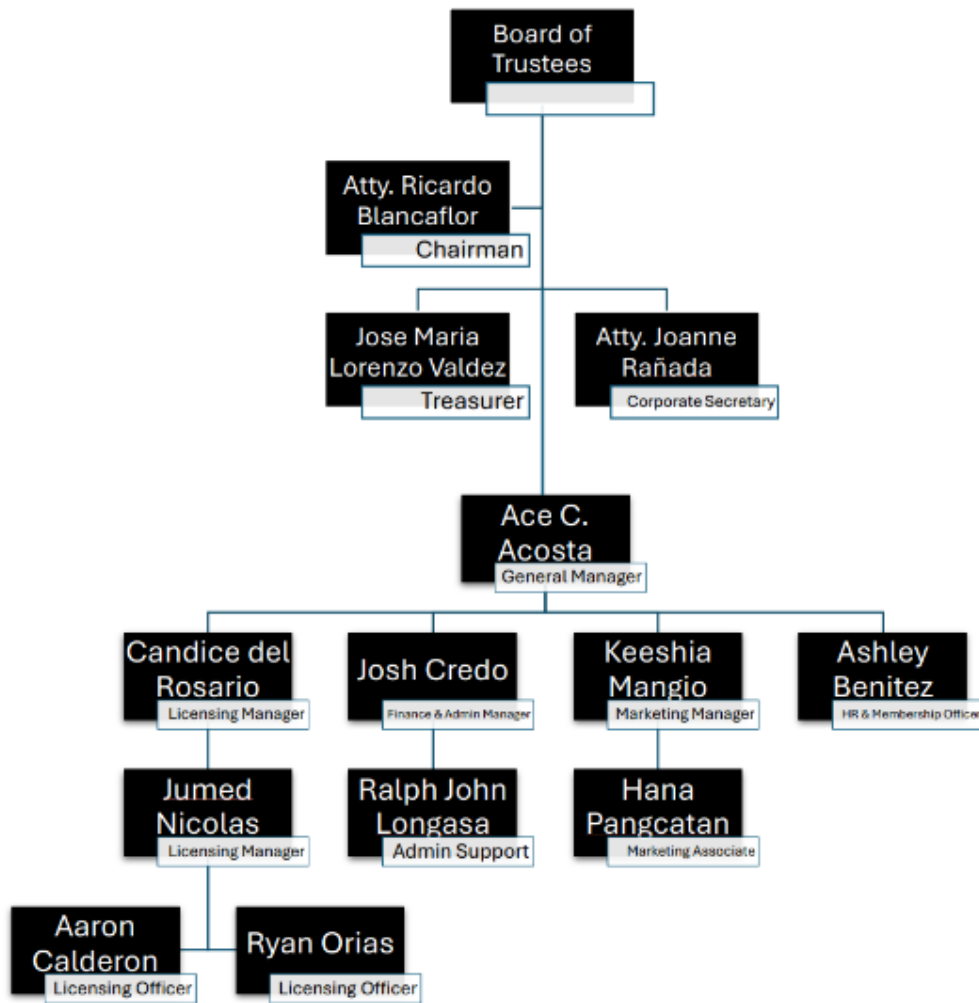 Board of
Trustees
Atty. Ricardo
Blancaflor
Chairman
Jose Maria
Lorenzo Valdez
Treasurer
Atty. Joanne
Rañada
Corporate Secretary
Ace C.
Acosta
General Manager
Candice del
Rosario
Licensing Manager
Josh Credo
Finance & Admin Manager
Keeshia
Mangio
Marketing Manager
Ashley
Benitez
HR & Membership Officer
Jumed
Nicolas
Licensing Manager
Ralph John
Longasa
Admin Support
Hana
Pangcatan
Marketing Associate
Aaron
Calderon
Licensing Officer
Ryan Orias
Licensing Officer